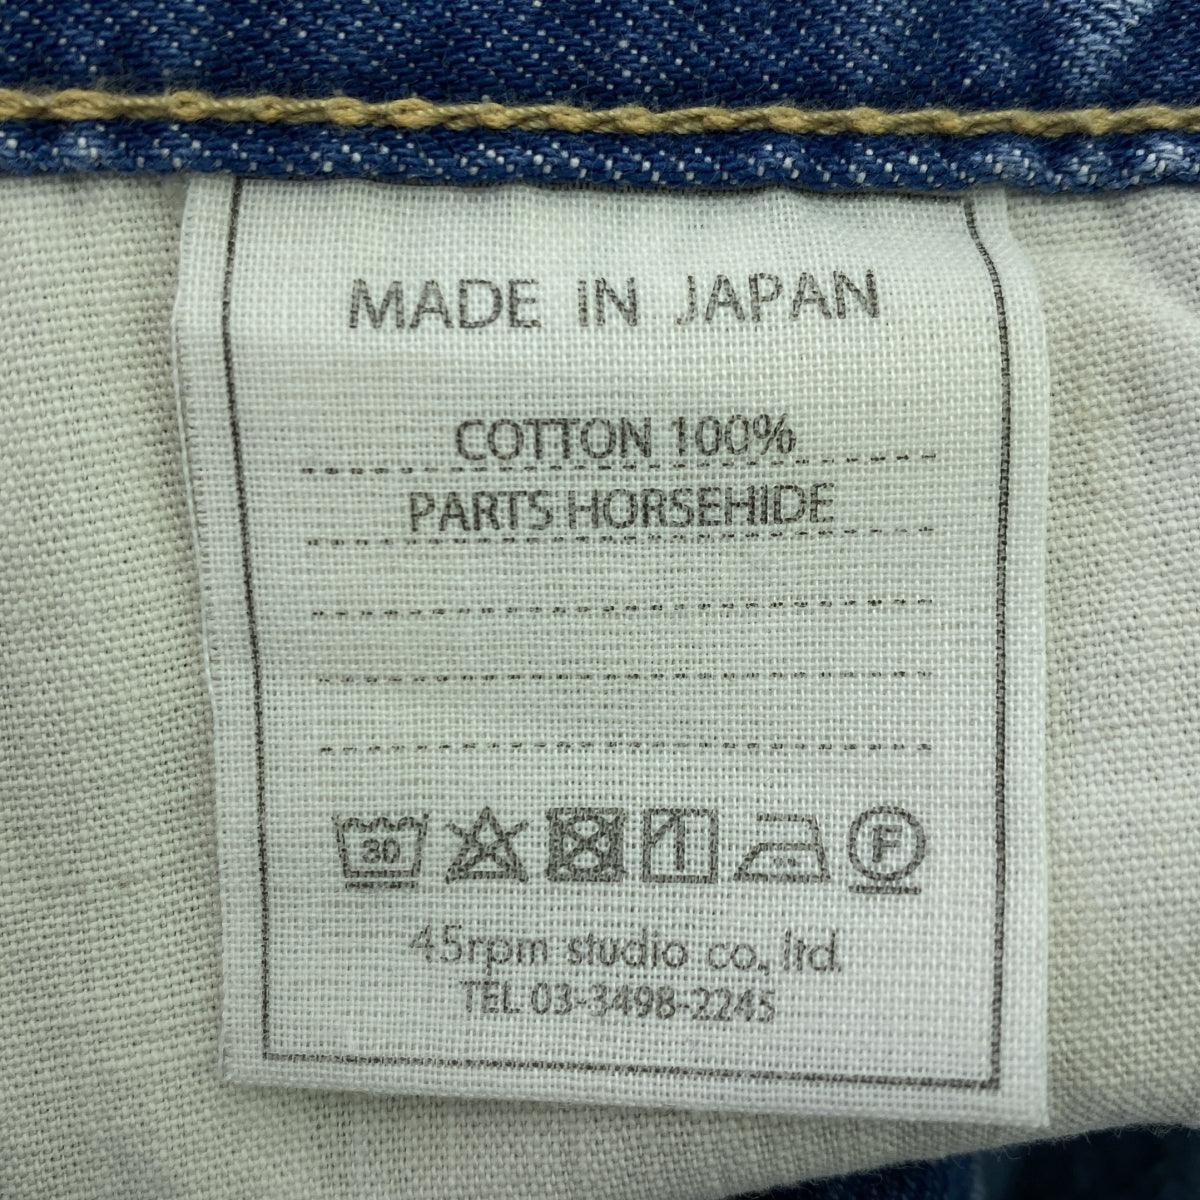 MADE IN JAPAN
COTTON 100%
PARTS HORSEHIDE
30 F
45rpm studio co., ltd.
TEL 03-3498-2245